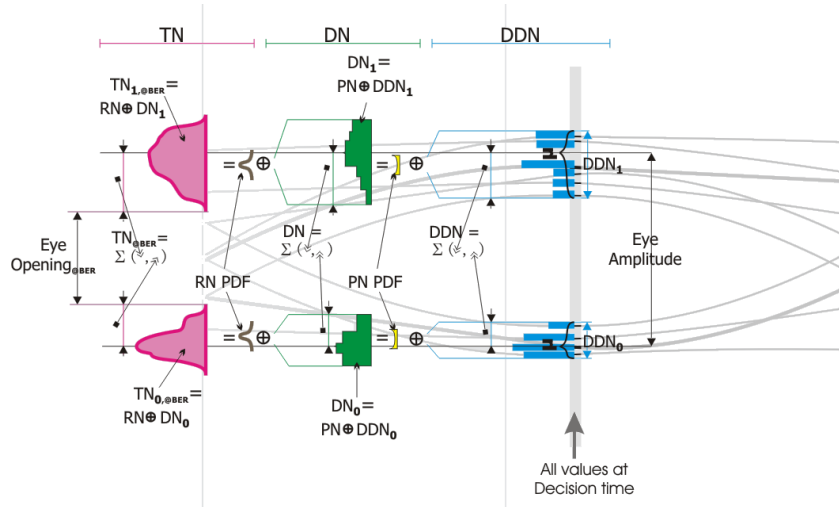 TN
DN
DDN
TN1,@BER=
RN⊕DN1
DN1=
PN⊕DDN1
=
⊕
=
⊕
DDN1
Eye
Opening@BER
TN@BER=
Σ ( , )
RN PDF
DN =
Σ ( , )
PN PDF
DDN =
Σ ( , )
Eye
Amplitude
=
⊕
=
⊕
DDN0
TN0,@BER=
RN⊕DN0
DN0=
PN⊕DDN0
All values at
Decision time